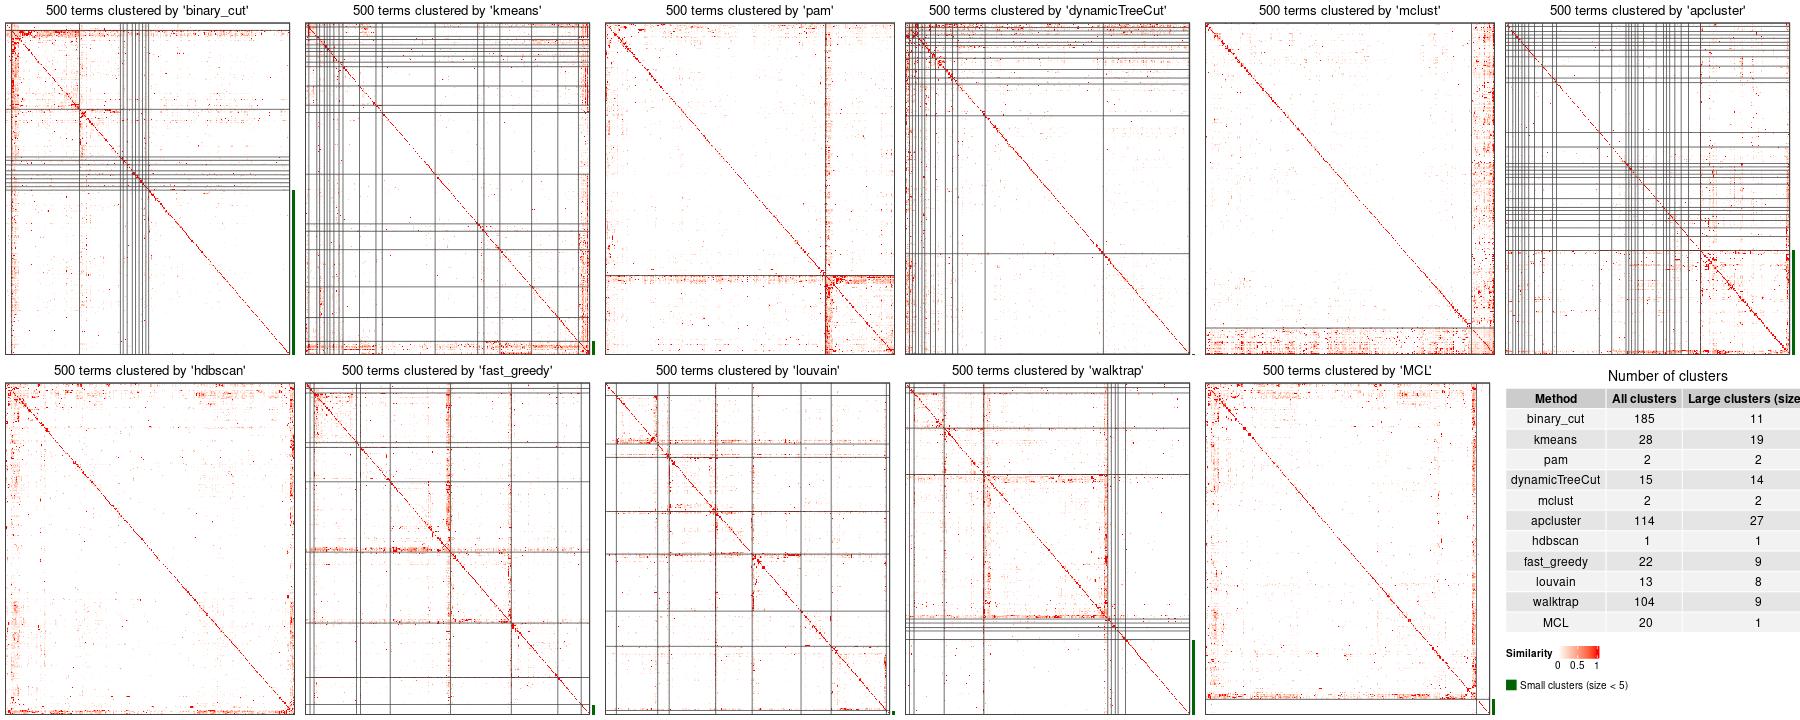 500 terms clustered by 'binary_cut'
500 terms clustered by 'kmeans'
500 terms clustered by 'pam'
500 terms clustered by 'dynamicTreeCut'
500 terms clustered by 'mclust'
500 terms clustered by 'apcluster'
500 terms clustered by 'hdbscan'
500 terms clustered by 'fast_greedy'
500 terms clustered by 'louvain'
500 terms clustered by 'walktrap'
500 terms clustered by 'MCL'
Number of clusters
Method All clusters Large clusters (size
binary_cut 185 11
kmeans 28 19
pam 2 2
dynamicTreeCut 15 14
mclust 2 2
apcluster 114 27
hdbscan 1 1
fast_greedy 22 9
louvain 13 8
walktrap 104 9
MCL 20 1
Similarity
0 0.5 1
Small clusters (size < 5)